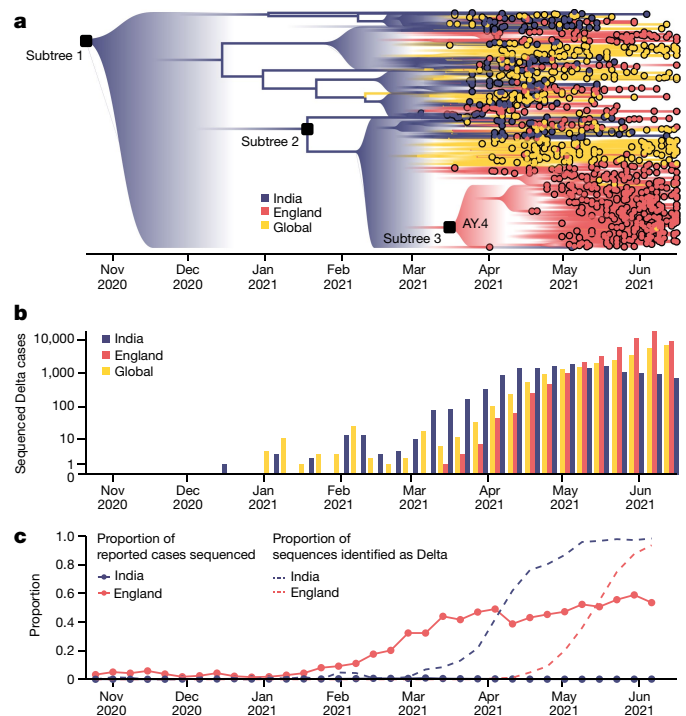 a
Subtree 1
Subtree 2
India
England
Global
Subtree 3
AY.4
Nov Dec Jan Feb Mar Apr May Jun
2020 2020 2021 2021 2021 2021 2021 2021
b
Sequenced Delta cases
10,000
1,000
100
10
1
0
India
England
Global
Nov Dec Jan Feb Mar Apr May Jun
2020 2020 2021 2021 2021 2021 2021 2021
c
Proportion
1.0
0.8
0.6
0.4
0.2
0
Proportion of
reported cases sequenced
India
England
Proportion of
sequences identified as Delta
India
England
Nov Dec Jan Feb Mar Apr May Jun
2020 2020 2021 2021 2021 2021 2021 2021